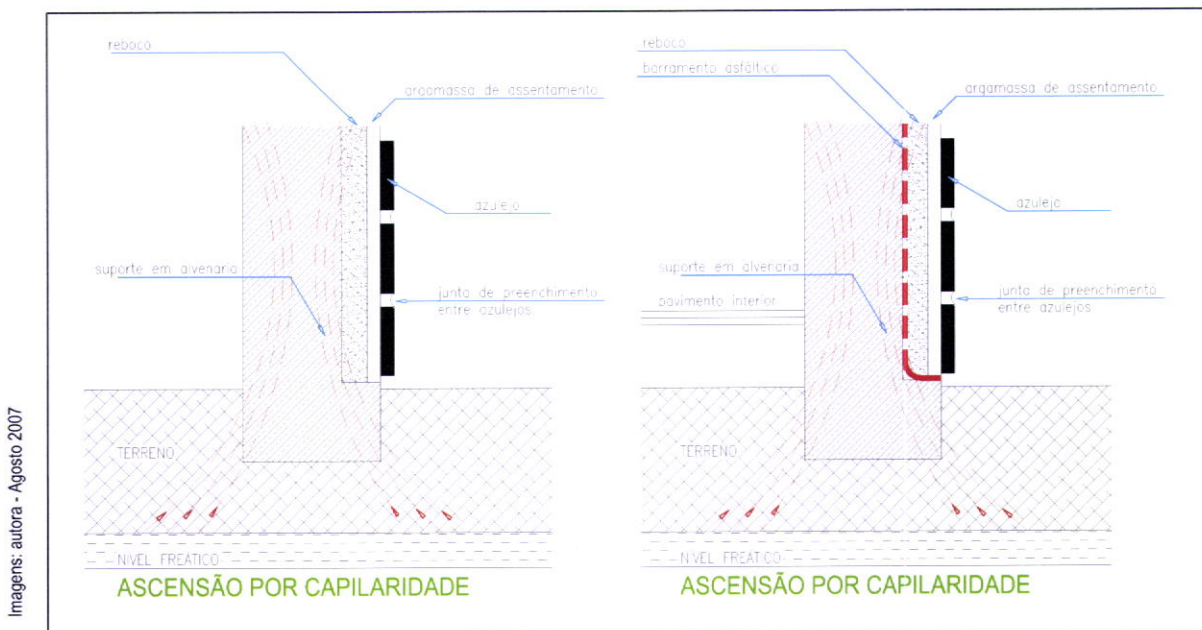 Imagens: autora - Agosto 2007
reboco
argamassa de assentamento
azulejo
suporte em alvenaria
junta de preenchimento
entre azulejos
TERRENO
NIVEL FREÁTICO
ASCENSÃO POR CAPILARIDADE
reboco
barramento asfáltico
argamassa de assentamento
azulejo
suporte em alvenaria
pavimento interior
junta de preenchimento
entre azulejos
TERRENO
NIVEL FREÁTICO
ASCENSÃO POR CAPILARIDADE